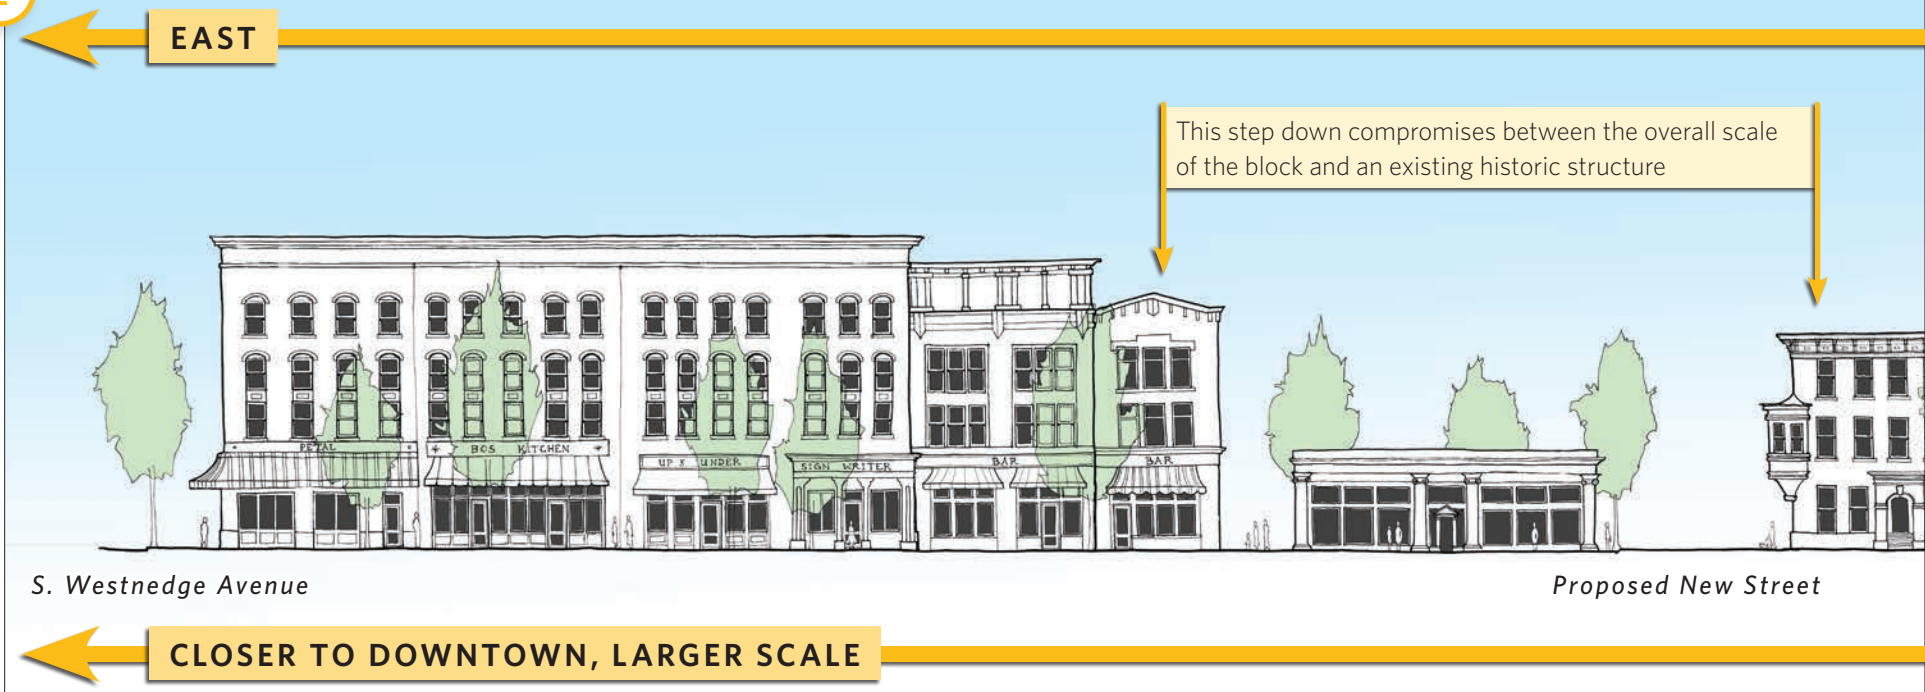 EAST
This step down compromises between the overall scale
of the block and an existing historic structure
PETAL
BOS KITCHEN
UP & UNDER
SIGN WRITER
BAR
BAR
S. Westnedge Avenue
Proposed New Street
CLOSER TO DOWNTOWN, LARGER SCALE